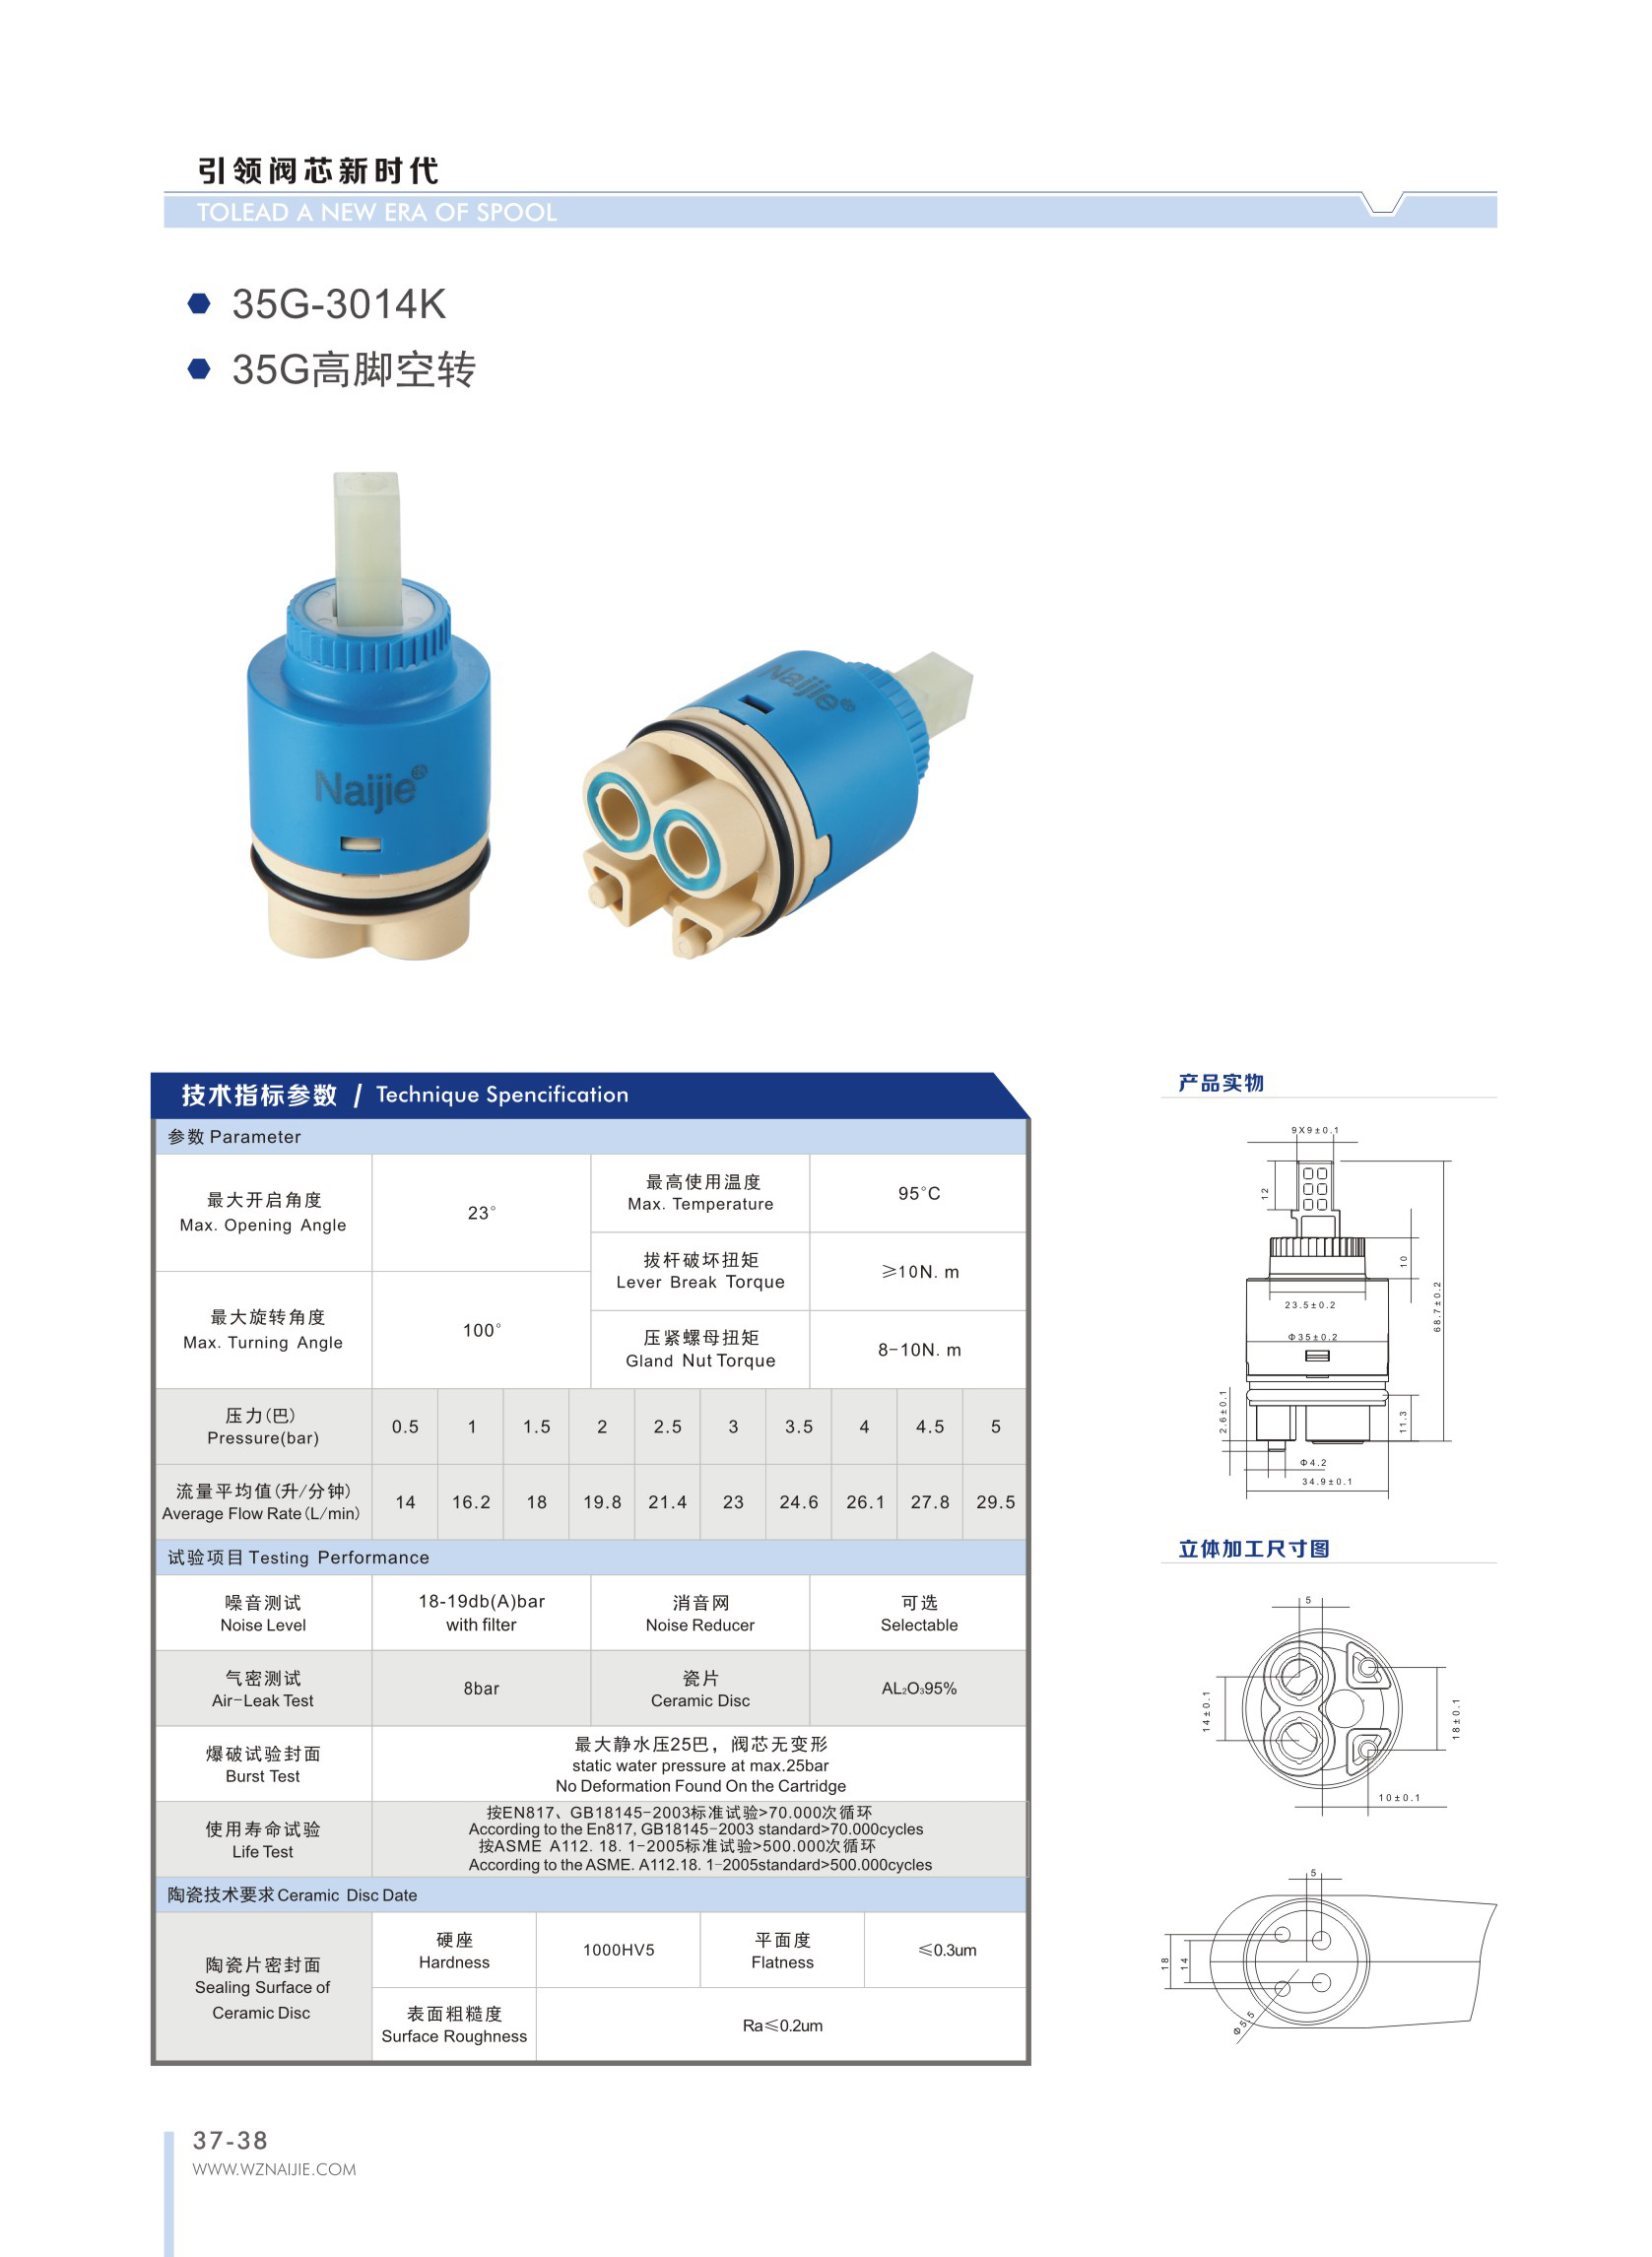 引领阀芯新时代
TOLEAD A NEW ERA OF SPOOL
35G-3014K
35G高脚空转
Naijie®
Naijie®
技术指标参数 / Technique Spencification
参数 Parameter
最大开启角度
Max. Opening Angle
23°
最高使用温度
Max. Temperature
95°C
拔杆破坏扭矩
Lever Break Torque
≥10N. m
最大旋转角度
Max. Turning Angle
100°
压紧螺母扭矩
Gland Nut Torque
8-10N. m
压力(巴)
Pressure(bar)
0.5 1 1.5 2 2.5 3 3.5 4 4.5 5
流量平均值(升/分钟)
Average Flow Rate(L/min)
14 16.2 18 19.8 21.4 23 24.6 26.1 27.8 29.5
试验项目 Testing Performance
噪音测试
Noise Level
18-19db(A)bar
with filter
消音网
Noise Reducer
可选
Selectable
气密测试
Air-Leak Test
8bar
瓷片
Ceramic Disc
AL₂O₃95%
爆破试验封面
Burst Test
最大静水压25巴，阀芯无变形
static water pressure at max.25bar
No Deformation Found On the Cartridge
使用寿命试验
Life Test
按EN817、GB18145-2003标准试验>70.000次循环
According to the En817, GB18145-2003 standard>70.000cycles
按ASME A112. 18. 1-2005标准试验>500.000次循环
According to the ASME. A112.18. 1-2005standard>500.000cycles
陶瓷技术要求 Ceramic Disc Date
陶瓷片密封面
Sealing Surface of
Ceramic Disc
硬座
Hardness
1000HV5
平面度
Flatness
≤0.3um
表面粗糙度
Surface Roughness
Ra≤0.2um
产品实物
9X9±0.1
12
10
23.5±0.2
68.7±0.2
Φ35±0.2
2.6±0.1
11.3
Φ4.2
34.9±0.1
立体加工尺寸图
5
14±0.1
18±0.1
10±0.1
5
18
14
Φ5.5
37-38
WWW.WZNAIJIE.COM